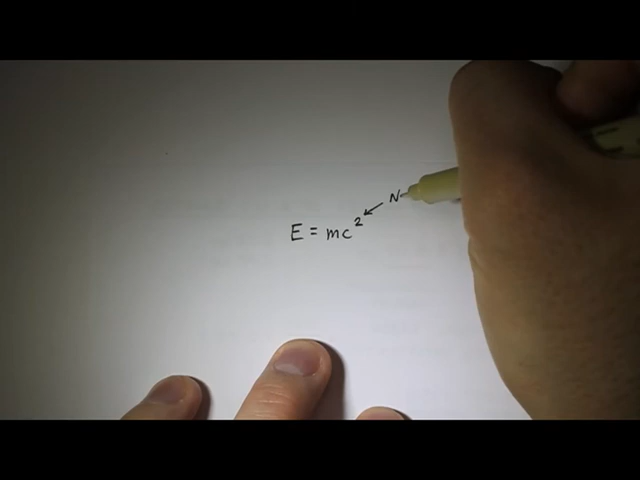 N
E = mc²